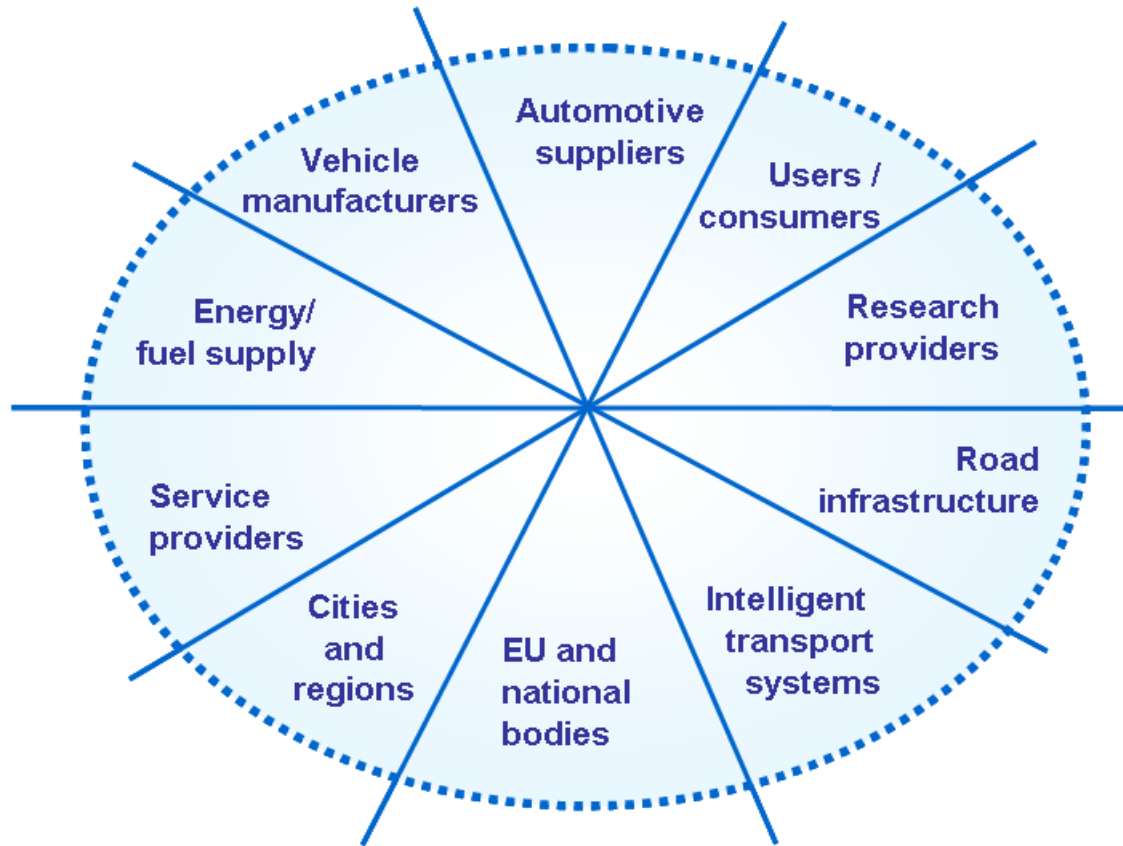 Automotive
suppliers
Users /
consumers
Research
providers
Road
infrastructure
Intelligent
transport
systems
EU and
national
bodies
Cities
and
regions
Service
providers
Energy/
fuel supply
Vehicle
manufacturers